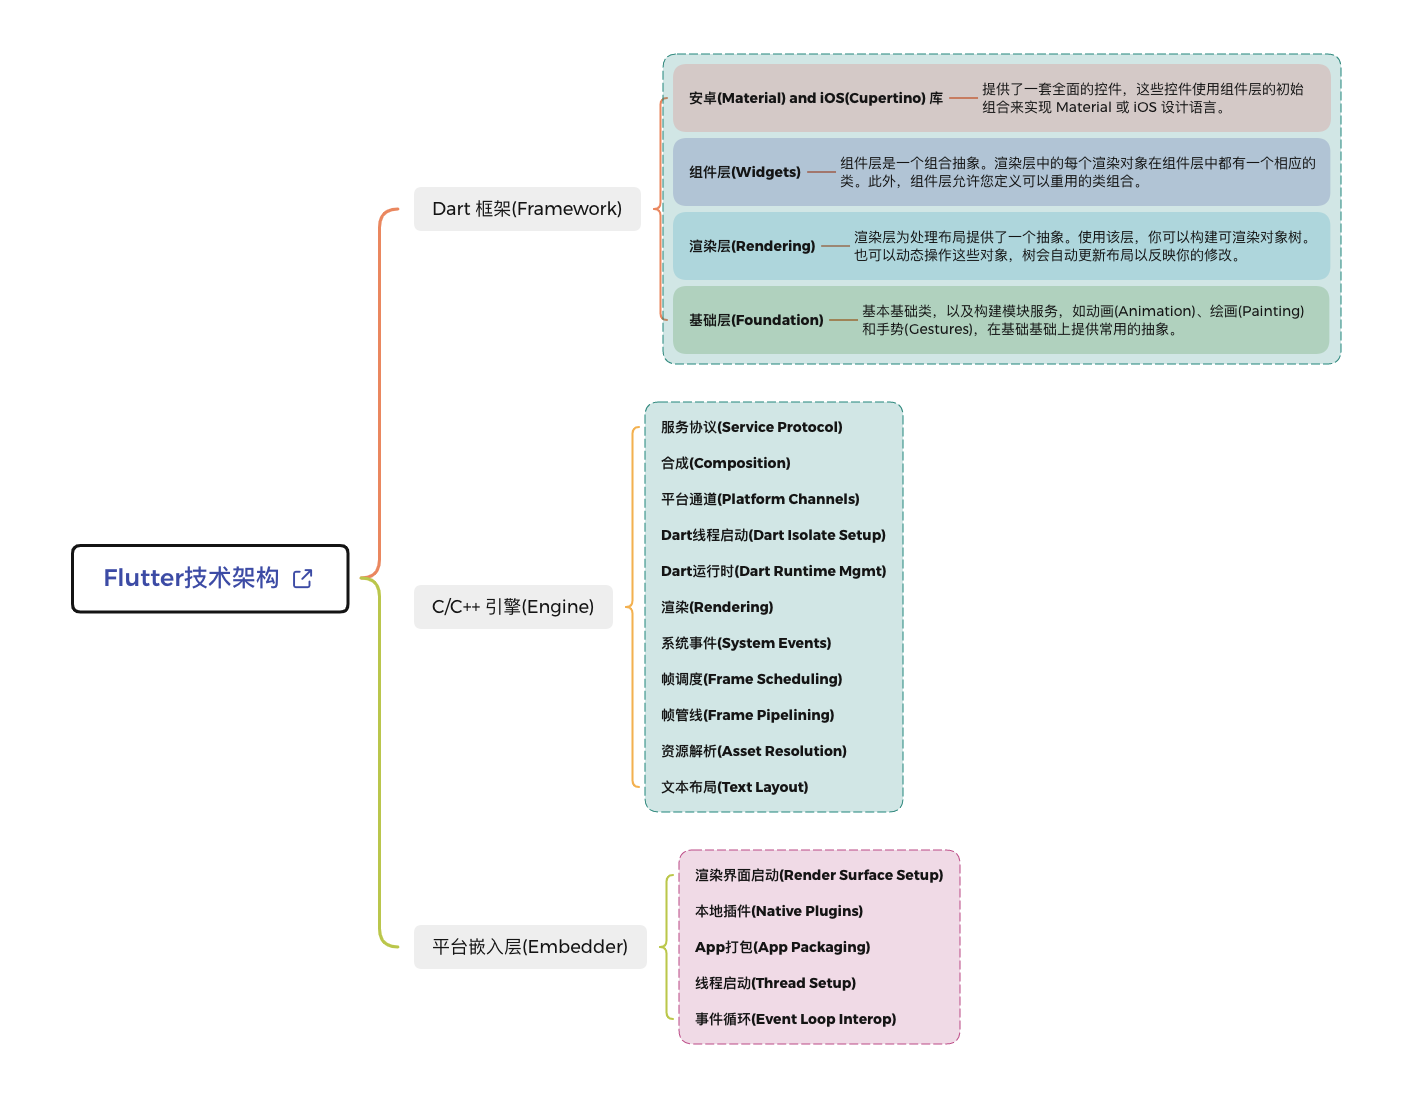 Flutter技术架构
Dart 框架(Framework)
安卓(Material) and iOS(Cupertino) 库
提供了一套全面的控件，这些控件使用组件层的初始
组合来实现 Material 或 iOS 设计语言。
组件层(Widgets)
组件层是一个组合抽象。渲染层中的每个渲染对象在组件层中都有一个相应的
类。此外，组件层允许您定义可以重用的类组合。
渲染层(Rendering)
渲染层为处理布局提供了一个抽象。使用该层，你可以构建可渲染对象树。
也可以动态操作这些对象，树会自动更新布局以反映你的修改。
基础层(Foundation)
基本基础类，以及构建模块服务，如动画(Animation)、绘画(Painting)
和手势(Gestures)，在基础基础上提供常用的抽象。
C/C++ 引擎(Engine)
服务协议(Service Protocol)
合成(Composition)
平台通道(Platform Channels)
Dart线程启动(Dart Isolate Setup)
Dart运行时(Dart Runtime Mgmt)
渲染(Rendering)
系统事件(System Events)
帧调度(Frame Scheduling)
帧管线(Frame Pipelining)
资源解析(Asset Resolution)
文本布局(Text Layout)
平台嵌入层(Embedder)
渲染界面启动(Render Surface Setup)
本地插件(Native Plugins)
App打包(App Packaging)
线程启动(Thread Setup)
事件循环(Event Loop Interop)